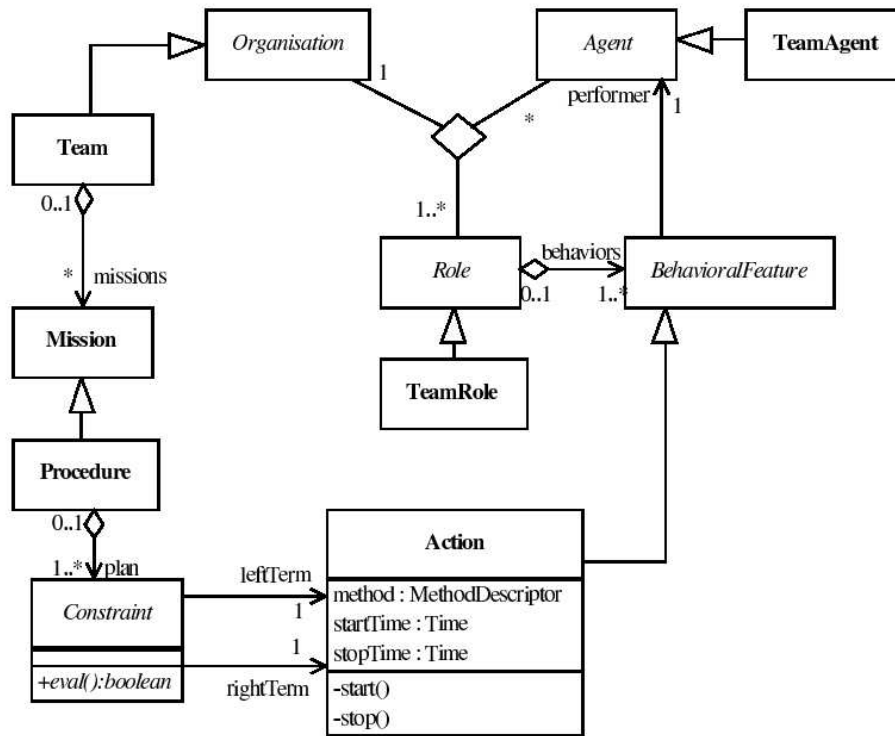 Organisation
Agent
TeamAgent
1
performer
*
1
Team
0..1
1..*
behaviors
Role
BehavioralFeature
0..1
1..*
* missions
Mission
TeamRole
Procedure
0..1
Action
1..* plan
leftTerm
method : MethodDescriptor
Constraint
1
startTime : Time
1
stopTime : Time
+eval():boolean
rightTerm
-start()
-stop()